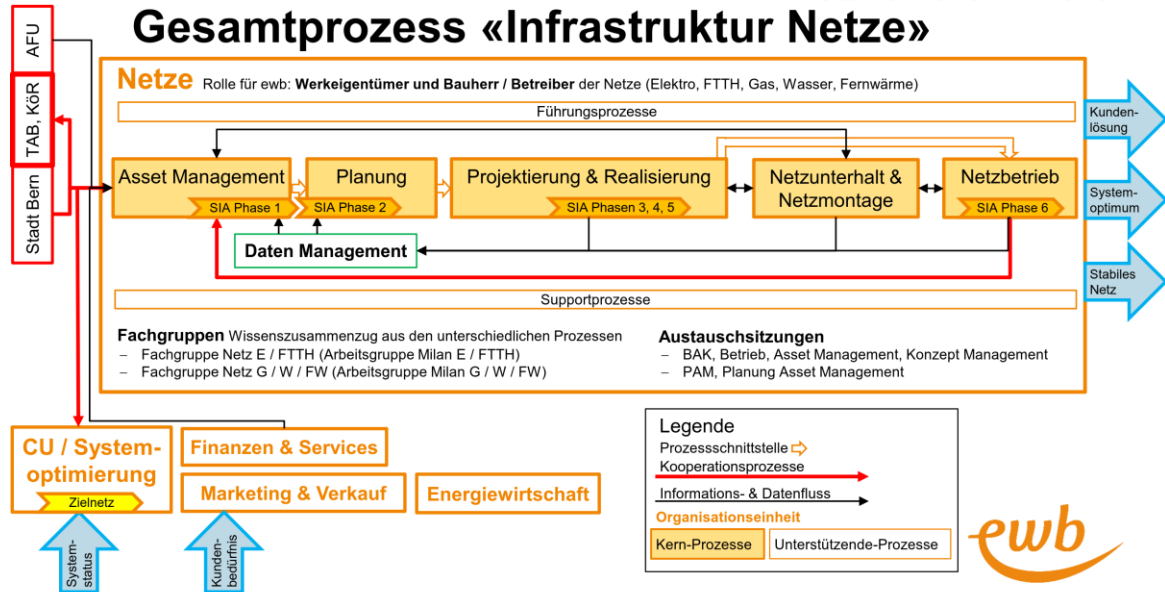 Gesamtprozess «Infrastruktur Netze»
AFU
TAB, KöR
Stadt Bern
Netze Rolle für ewb: Werkeigentümer und Bauherr / Betreiber der Netze (Elektro, FTTH, Gas, Wasser, Fernwärme)
Führungsprozesse
Asset Management
SIA Phase 1
Planung
SIA Phase 2
Projektierung & Realisierung
SIA Phasen 3, 4, 5
Netzunterhalt &
Netzmontage
Netzbetrieb
SIA Phase 6
Daten Management
Supportprozesse
Kunden-
lösung
System-
optimum
Stabiles
Netz
Fachgruppen Wissenszusammenzug aus den unterschiedlichen Prozessen
– Fachgruppe Netz E / FTTH (Arbeitsgruppe Milan E / FTTH)
– Fachgruppe Netz G / W / FW (Arbeitsgruppe Milan G / W / FW)
Austauschsitzungen
– BAK, Betrieb, Asset Management, Konzept Management
– PAM, Planung Asset Management
CU / System-
optimierung
Zielnetz
Finanzen & Services
Marketing & Verkauf
Energiewirtschaft
System-
status
Kunden-
bedürfnis
Legende
Prozessschnittstelle
Kooperationsprozesse
Informations- & Datenfluss
Organisationseinheit
Kern-Prozesse
Unterstützende-Prozesse
ewb